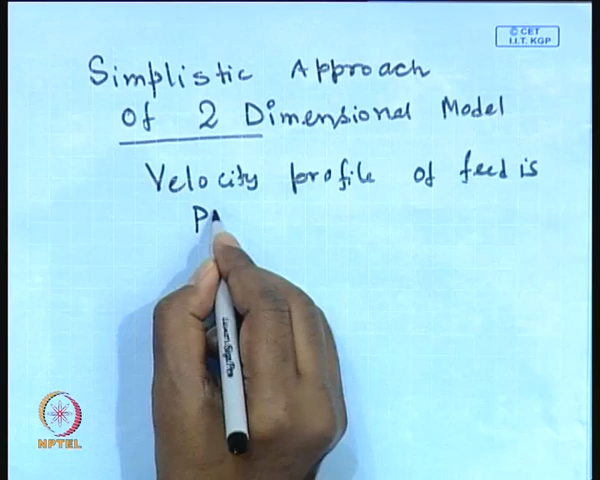 © CET
I.I.T. KGP
Simplistic Approach
Of 2 Dimensional Model
Velocity profile of feed is
NPTEL